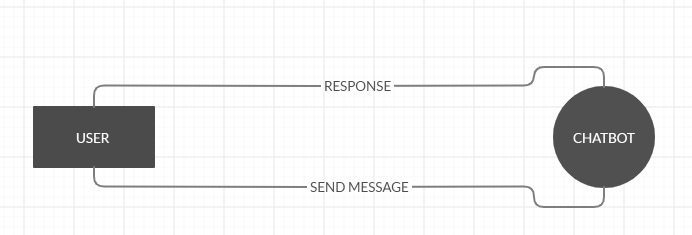 RESPONSE
USER
CHATBOT
SEND MESSAGE